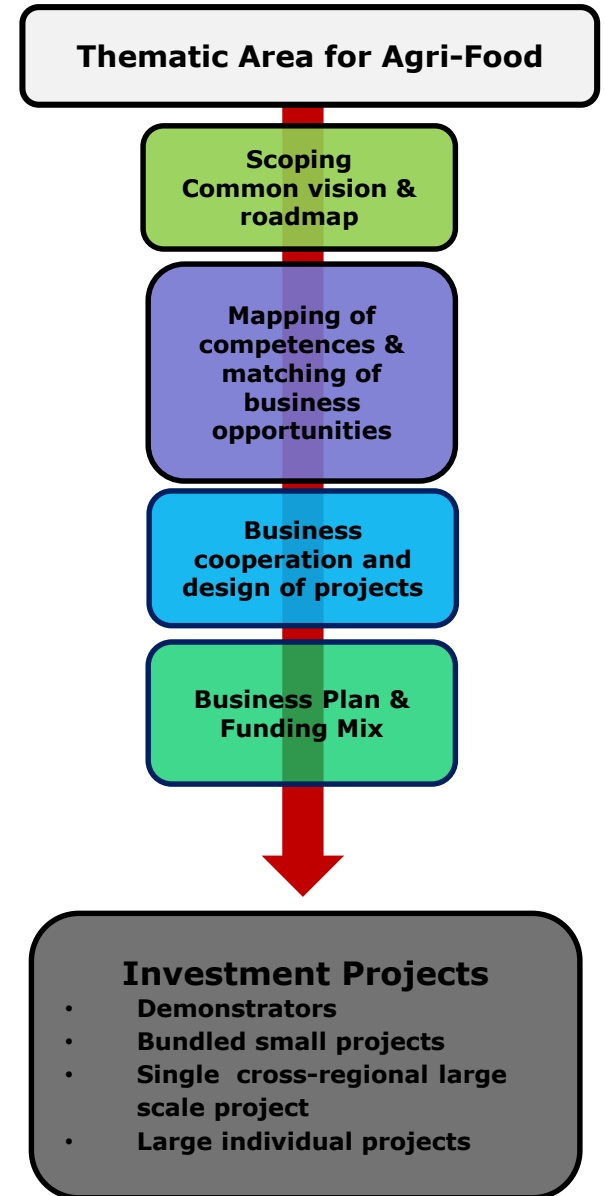 Thematic Area for Agri-Food
Scoping
Common vision &
roadmap
Mapping of
competences &
matching of
business
opportunities
Business
cooperation and
design of projects
Business Plan &
Funding Mix
Investment Projects
• Demonstrators
• Bundled small projects
• Single cross-regional large
scale project
• Large individual projects